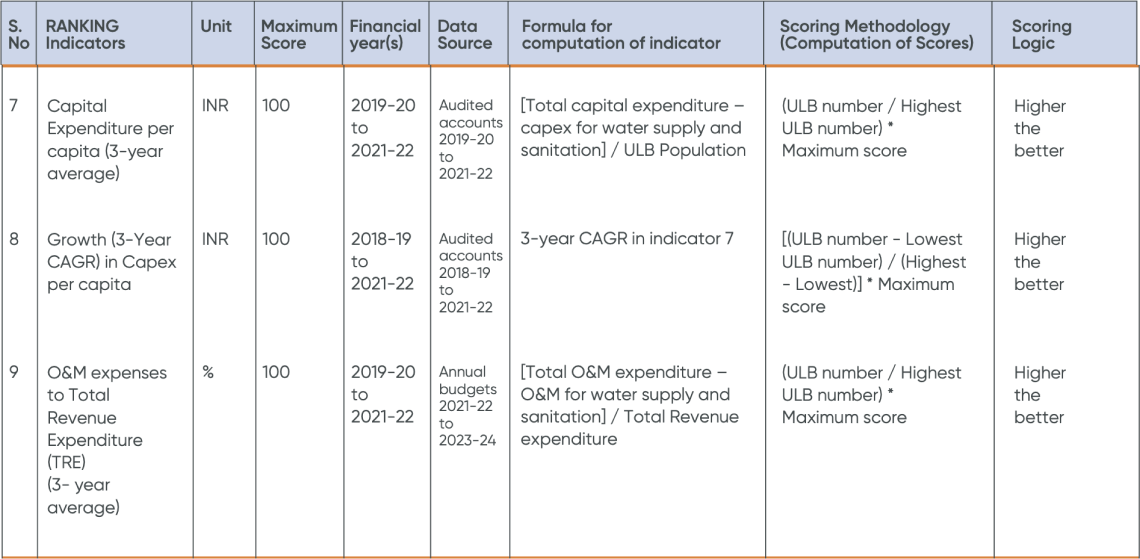 S. No
RANKING Indicators
Unit
Maximum Score
Financial year(s)
Data Source
Formula for computation of indicator
Scoring Methodology (Computation of Scores)
Scoring Logic
7
Capital
Expenditure per
capita (3-year
average)
INR
100
2019-20
to
2021-22
Audited
accounts
2019-20
to
2021-22
[Total capital expenditure –
capex for water supply and
sanitation] / ULB Population
(ULB number / Highest
ULB number) *
Maximum score
Higher
the
better
8
Growth (3-Year
CAGR) in Capex
per capita
INR
100
2018-19
to
2021-22
Audited
accounts
2018-19
to
2021-22
3-year CAGR in indicator 7
[(ULB number - Lowest
ULB number) / (Highest
- Lowest)] * Maximum
score
Higher
the
better
9
O&M expenses
to Total
Revenue
Expenditure
(TRE)
(3- year
average)
%
100
2019-20
to
2021-22
Annual
budgets
2021-22
to
2023-24
[Total O&M expenditure –
O&M for water supply and
sanitation] / Total Revenue
expenditure
(ULB number / Highest
ULB number) *
Maximum score
Higher
the
better